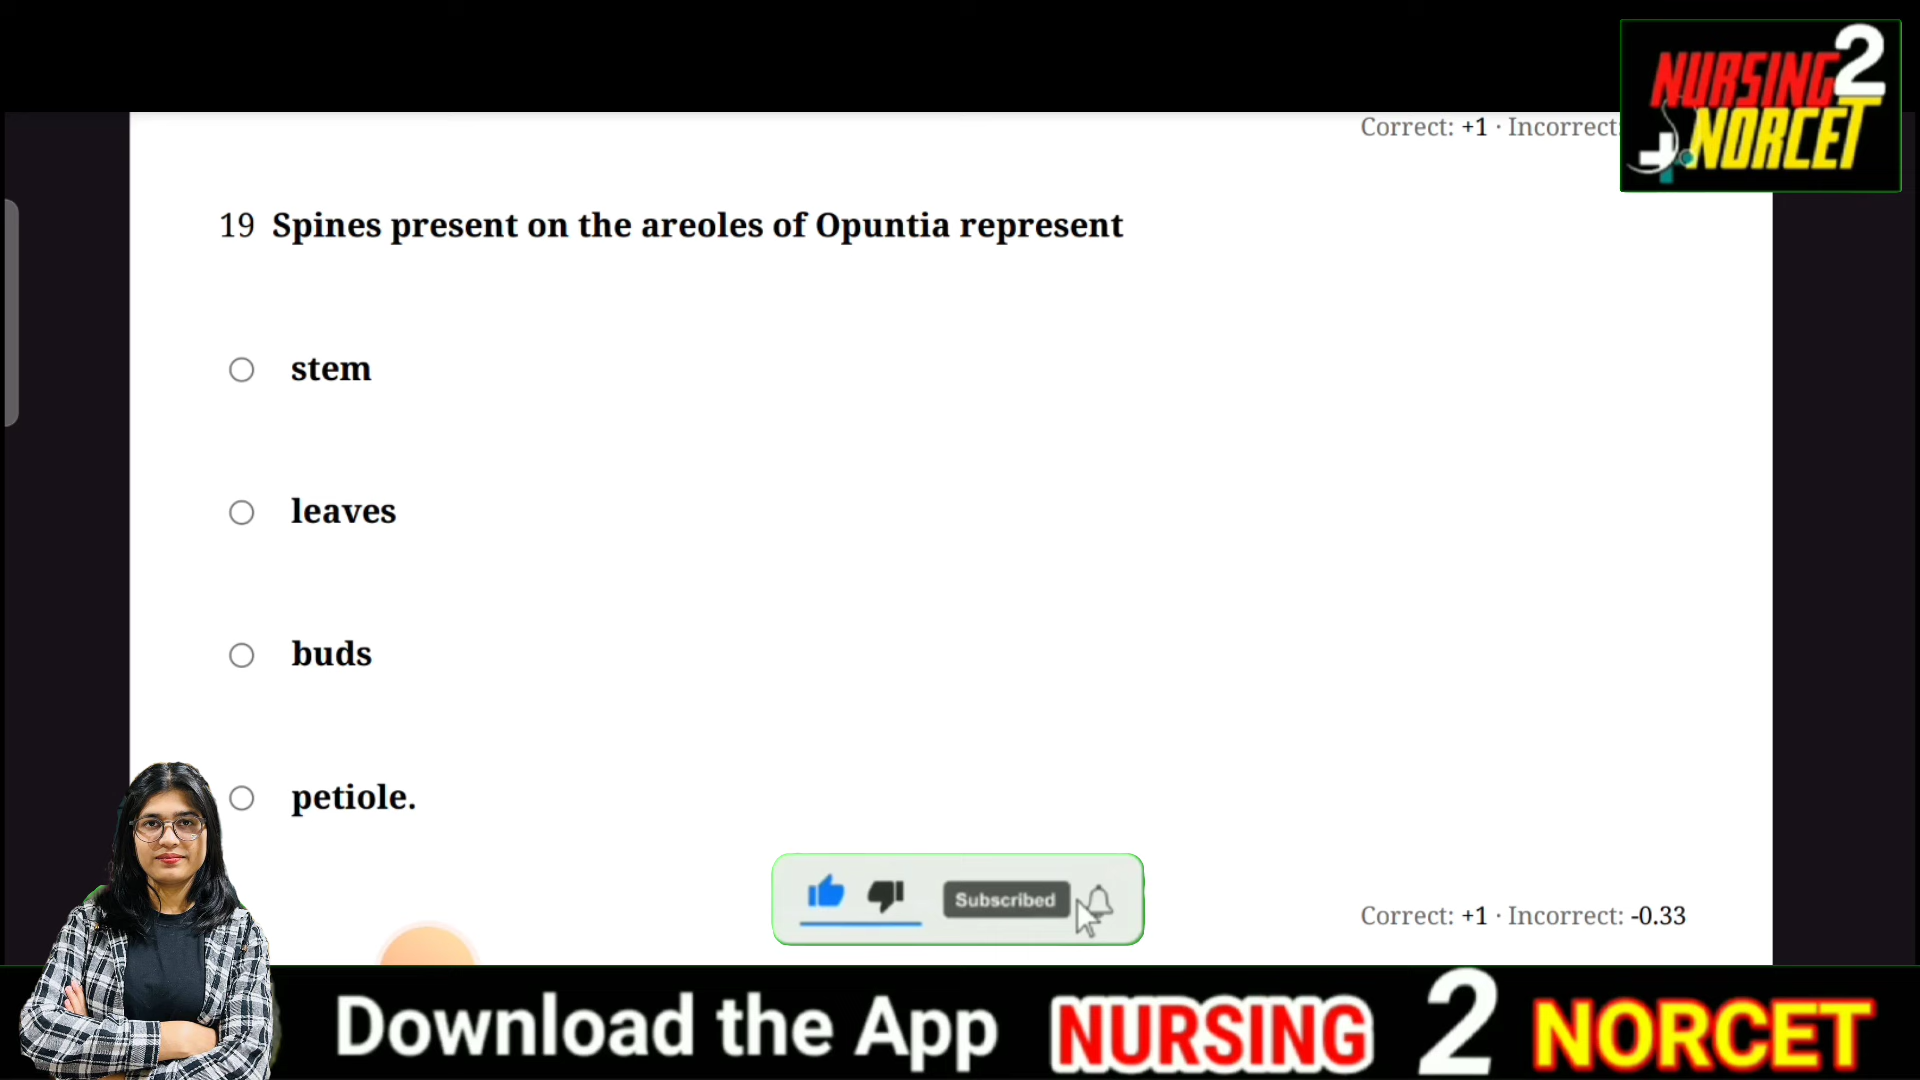 NURSING 2
NORCET
Correct: +1 · Incorrect:
19 Spines present on the areoles of Opuntia represent
stem
leaves
buds
petiole.
Subscribed
Correct: +1 · Incorrect: -0.33
Download the App NURSING 2 NORCET